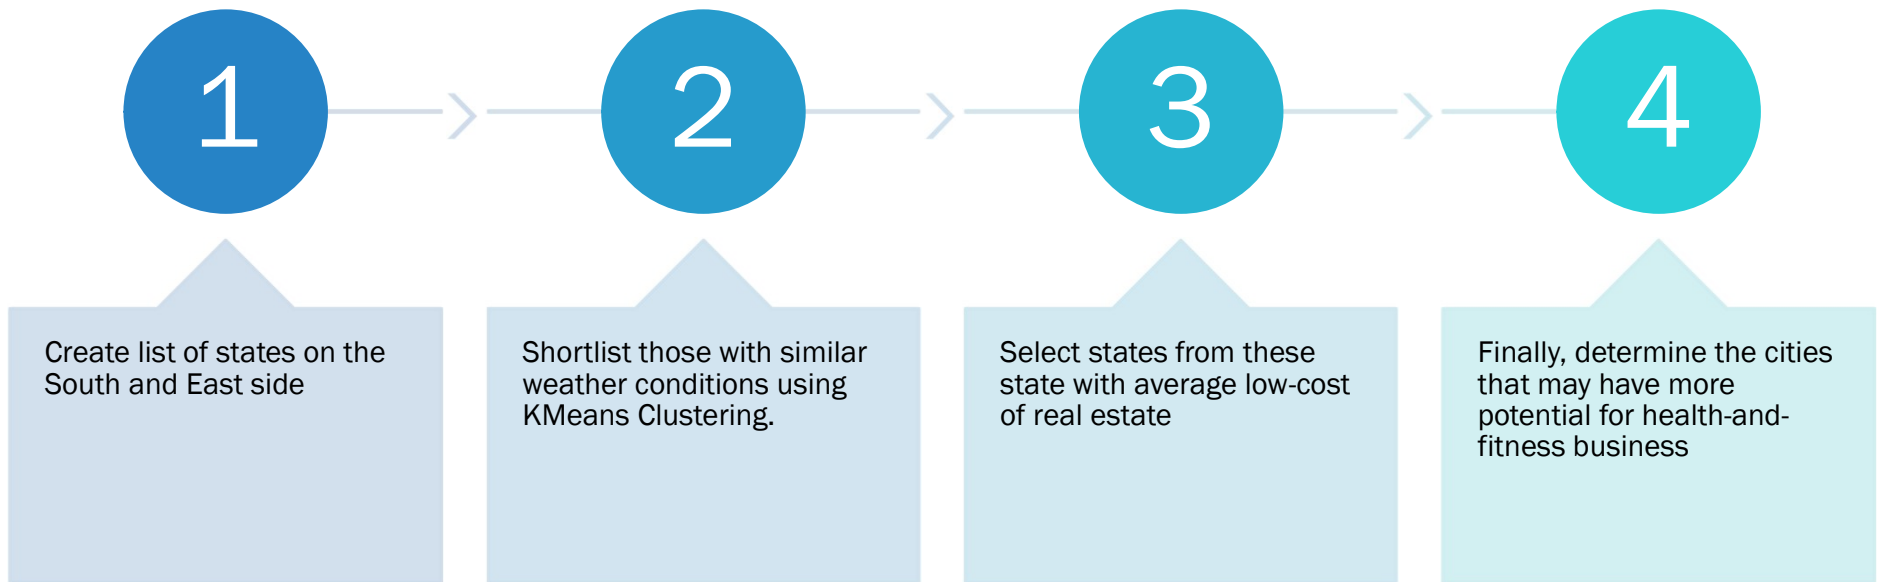 1
2
3
4
Create list of states on the
South and East side
Shortlist those with similar
weather conditions using
KMeans Clustering.
Select states from these
state with average low-cost
of real estate
Finally, determine the cities
that may have more
potential for health-and-
fitness business